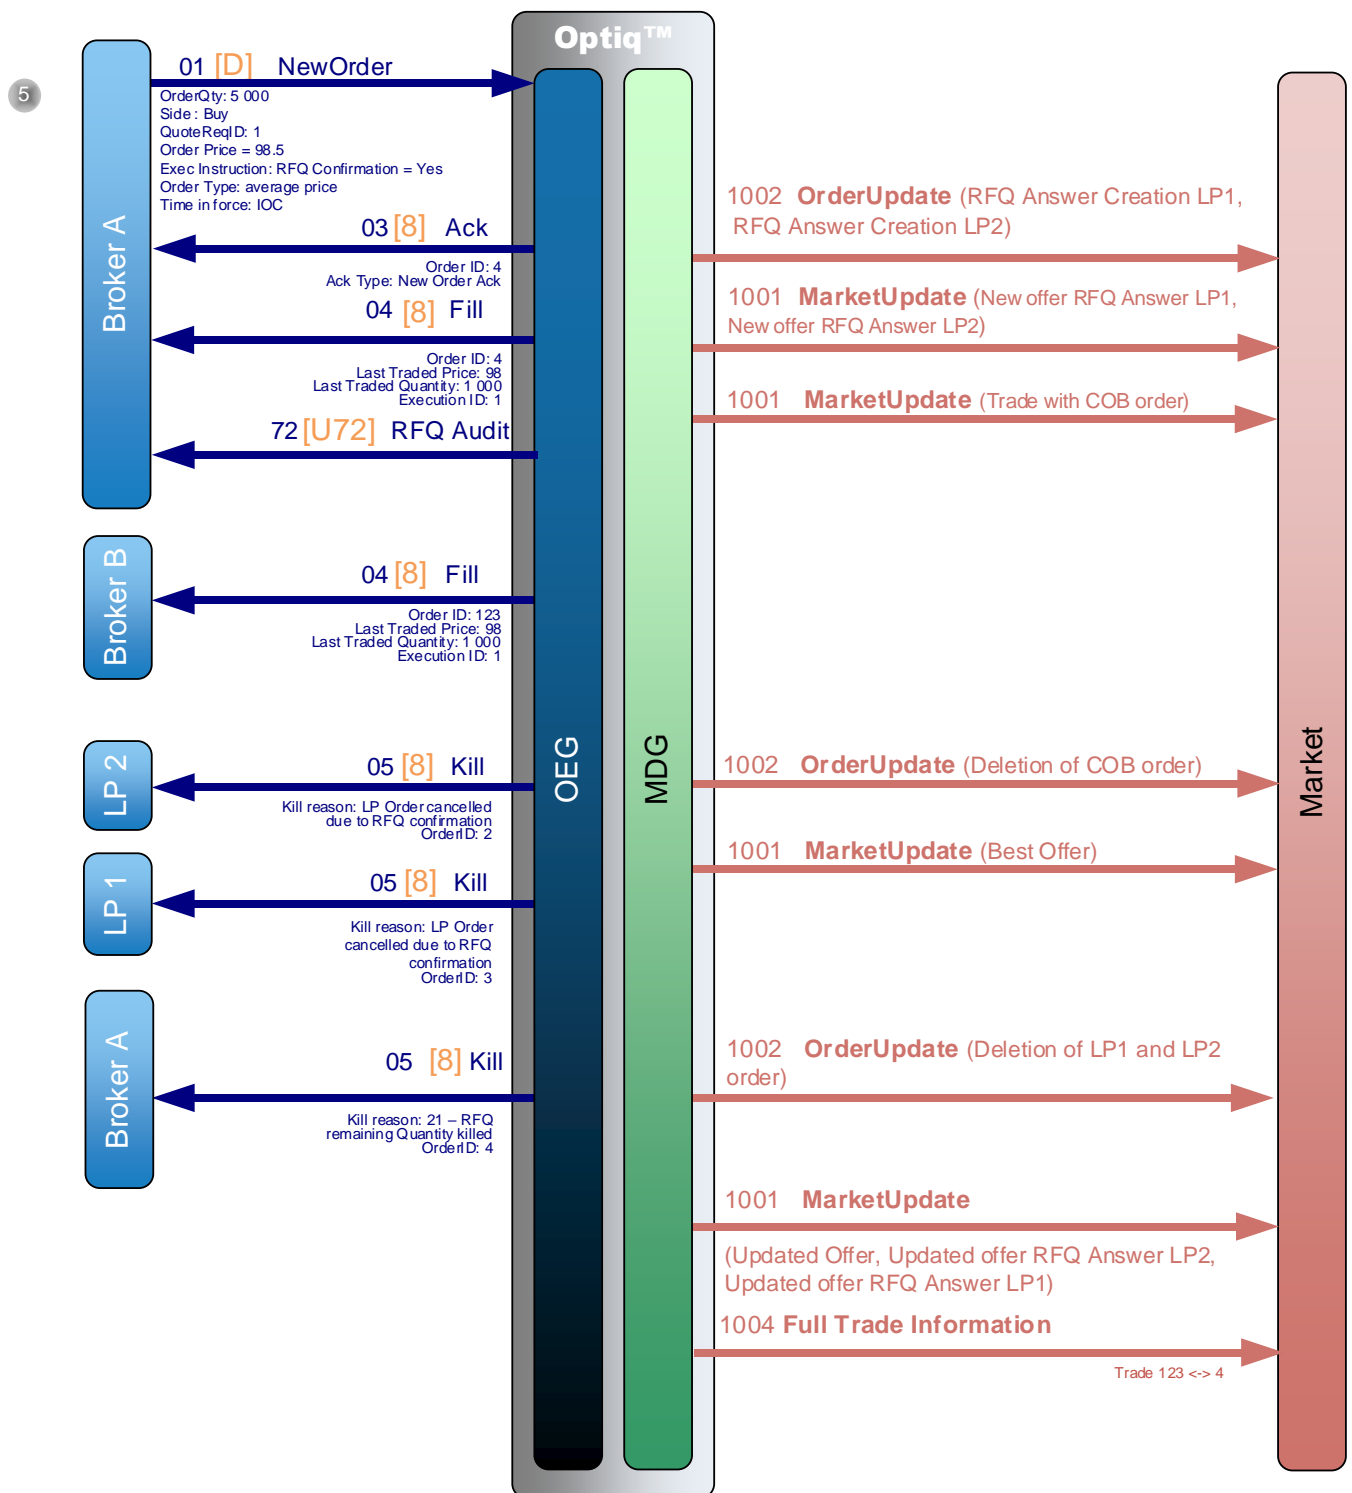 Optiq™
5
01 [D] NewOrder
OrderQty: 5 000
Side : Buy
QuoteReqID: 1
Order Price = 98.5
Exec Instruction: RFQ Confirmation = Yes
Order Type: average price
Time in force: IOC
Broker A
03 [8] Ack
Order ID: 4
Ack Type: New Order Ack
04 [8] Fill
Order ID: 4
Last Traded Price: 98
Last Traded Quantity: 1 000
Execution ID: 1
72 [U72] RFQ Audit
Broker B
04 [8] Fill
Order ID: 123
Last Traded Price: 98
Last Traded Quantity: 1 000
Execution ID: 1
LP 2
05 [8] Kill
Kill reason: LP Order cancelled
due to RFQ confirmation
OrderID: 2
LP 1
05 [8] Kill
Kill reason: LP Order
cancelled due to RFQ
confirmation
OrderID: 3
Broker A
05 [8] Kill
Kill reason: 21 – RFQ
remaining Quantity killed
OrderID: 4
OEG
MDG
1002 OrderUpdate (RFQ Answer Creation LP1,
RFQ Answer Creation LP2)
1001 MarketUpdate (New offer RFQ Answer LP1,
New offer RFQ Answer LP2)
1001 MarketUpdate (Trade with COB order)
1002 OrderUpdate (Deletion of COB order)
1001 MarketUpdate (Best Offer)
1002 OrderUpdate (Deletion of LP1 and LP2
order)
1001 MarketUpdate
(Updated Offer, Updated offer RFQ Answer LP2,
Updated offer RFQ Answer LP1)
1004 Full Trade Information
Trade 123 <-> 4
Market